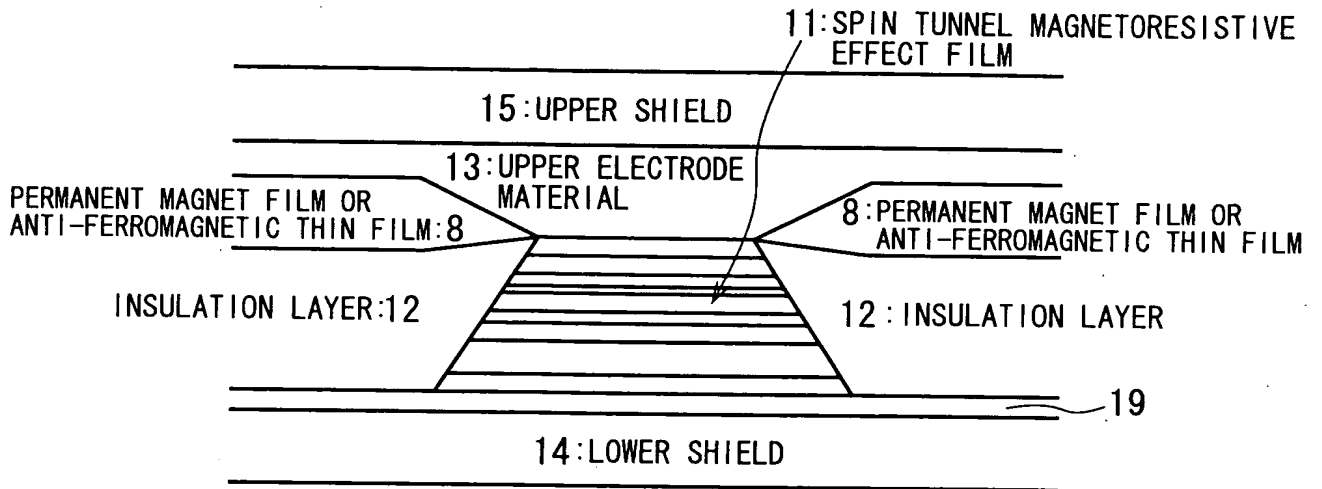 11:SPIN TUNNEL MAGNETORESISTIVE
EFFECT FILM
15:UPPER SHIELD
13:UPPER ELECTRODE
MATERIAL
PERMANENT MAGNET FILM OR
ANTI-FERROMAGNETIC THIN FILM:8
8:PERMANENT MAGNET FILM OR
ANTI-FERROMAGNETIC THIN FILM
INSULATION LAYER:12
12:INSULATION LAYER
19
14:LOWER SHIELD